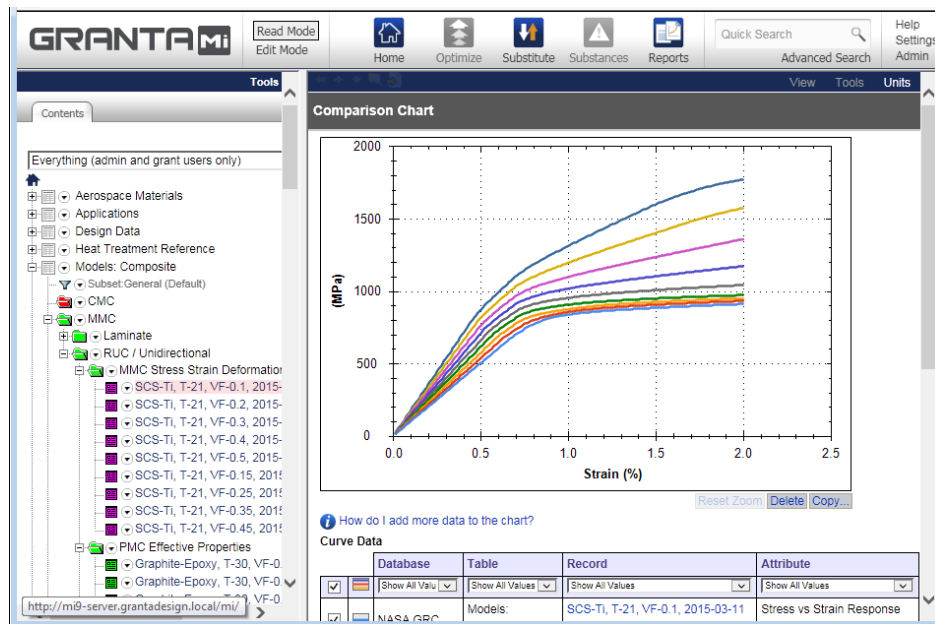 GRANTA Mi
Read Mode
Edit Mode
Home
Optimize
Substitute
Substances
Reports
Quick Search
Advanced Search
Help
Settings
Admin
Tools
View
Tools
Units
Contents
Comparison Chart
Everything (admin and grant users only)
Aerospace Materials
Applications
Design Data
Heat Treatment Reference
Models: Composite
Subset:General (Default)
CMC
MMC
Laminate
RUC / Unidirectional
MMC Stress Strain Deformation
SCS-Ti, T-21, VF-0.1, 2015-
SCS-Ti, T-21, VF-0.2, 2015-
SCS-Ti, T-21, VF-0.3, 2015-
SCS-Ti, T-21, VF-0.4, 2015-
SCS-Ti, T-21, VF-0.5, 2015-
SCS-Ti, T-21, VF-0.15, 201
SCS-Ti, T-21, VF-0.25, 201
SCS-Ti, T-21, VF-0.35, 201
SCS-Ti, T-21, VF-0.45, 201
PMC Effective Properties
Graphite-Epoxy, T-30, VF-0.
Graphite-Epoxy, T-30, VF-0.
VF-0
http://mi9-server.grantadesign.local/mi/
2000
1500
1000
500
0
(MPa)
0.0 0.5 1.0 1.5 2.0 2.5
Strain (%)
Reset Zoom Delete Copy...
How do I add more data to the chart?
Curve Data
Database Table Record Attribute
Show All Valu Show All Values Show All Values Show All Values
NASA GRC Models: SCS-Ti, T-21, VF-0.1, 2015-03-11 Stress vs Strain Response